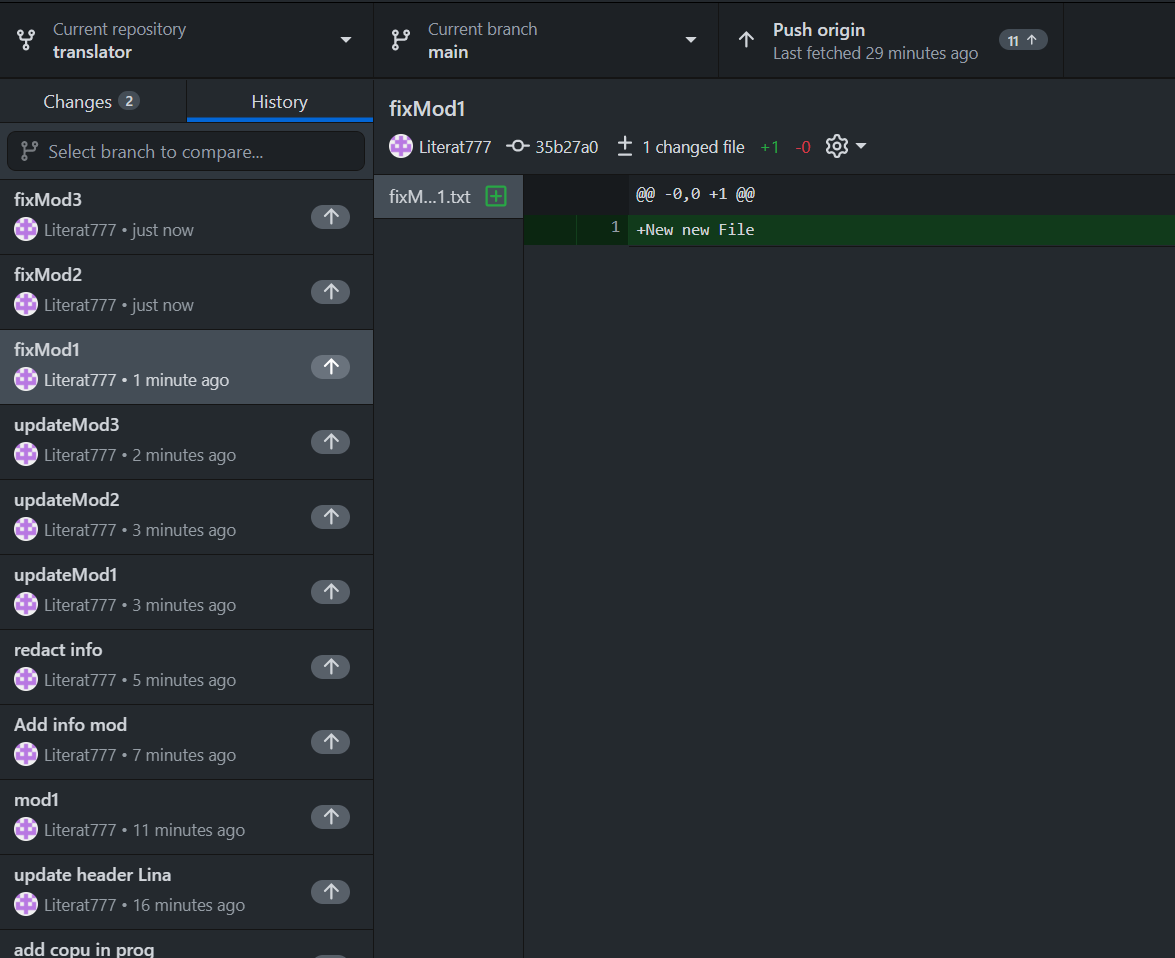 Current repository
translator
Current branch
main
Push origin
Last fetched 29 minutes ago
11
Changes 2
History
Select branch to compare...
fixMod3
Literat777 • just now
fixMod2
Literat777 • just now
fixMod1
Literat777 • 1 minute ago
updateMod3
Literat777 • 2 minutes ago
updateMod2
Literat777 • 3 minutes ago
updateMod1
Literat777 • 3 minutes ago
redact info
Literat777 • 5 minutes ago
Add info mod
Literat777 • 7 minutes ago
mod1
Literat777 • 11 minutes ago
update header Lina
Literat777 • 16 minutes ago
add copu in prog
fixMod1
Literat777 35b27a0 1 changed file +1 -0
fixM...1.txt
@@ -0,0 +1 @@
1 +New new File